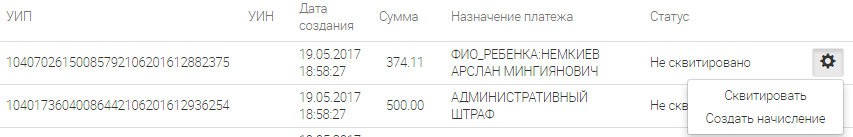 УИП УИН Дата создания Сумма Назначение платежа Статус
10407026150085792106201612882375 19.05.2017 18:58:27 374.11 ФИО_РЕБЕНКА:НЕМКИЕВ АРСЛАН МИНГИЯНОВИЧ Не сквитировано
Сквитировать
10401736040086442106201612936254 19.05.2017 18:58:27 500.00 АДМИНИСТРАТИВНЫЙ ШТРАФ Не
Создать начисление